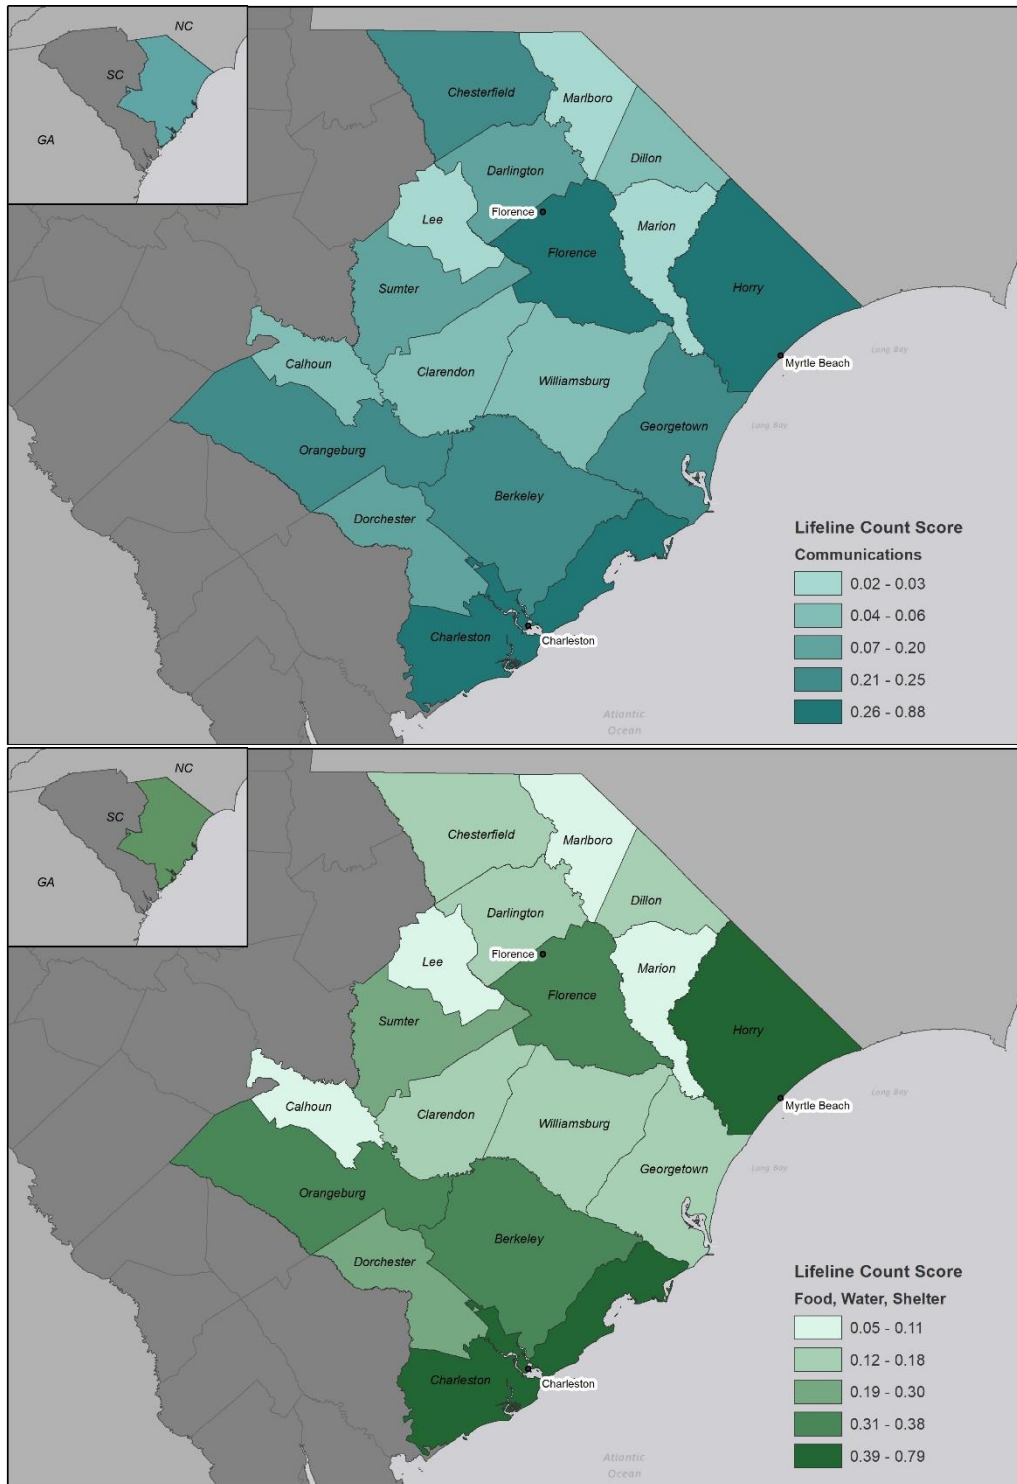 NC
SC
GA
Chesterfield
Marlboro
Dillon
Darlington
Florence
Lee
Marion
Florence
Horry
Sumter
Long Bay
Myrtle Beach
Calhoun
Clarendon
Williamsburg
Georgetown
Long Bay
Orangeburg
Berkeley
Dorchester
Charleston
Charleston
Atlantic
Ocean
Lifeline Count Score
Communications
0.02 - 0.03
0.04 - 0.06
0.07 - 0.20
0.21 - 0.25
0.26 - 0.88
NC
SC
GA
Chesterfield
Marlboro
Dillon
Darlington
Florence
Lee
Marion
Florence
Horry
Sumter
Long Bay
Myrtle Beach
Calhoun
Clarendon
Williamsburg
Georgetown
Long Bay
Orangeburg
Berkeley
Dorchester
Charleston
Charleston
Atlantic
Ocean
Lifeline Count Score
Food, Water, Shelter
0.05 - 0.11
0.12 - 0.18
0.19 - 0.30
0.31 - 0.38
0.39 - 0.79